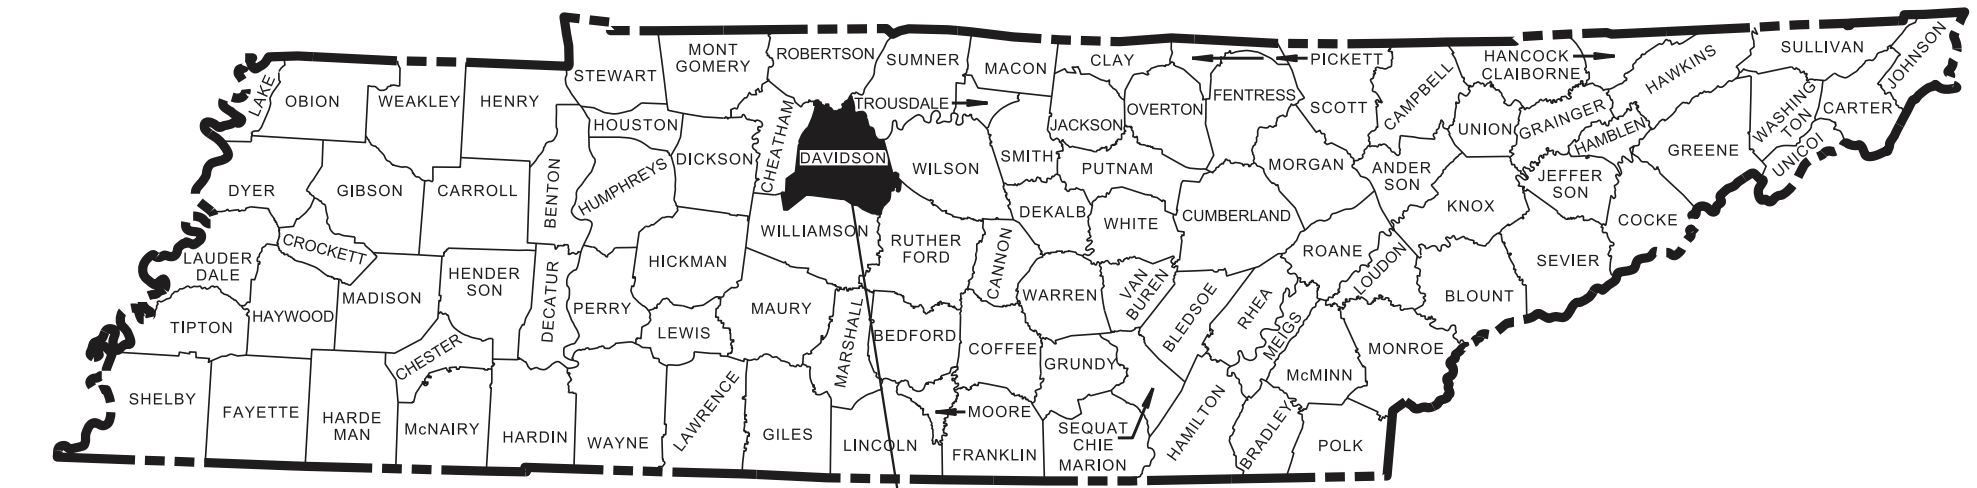 LAKE
OBION
WEAKLEY
HENRY
STEWART
MONT
GOMERY
ROBERTSON
SUMNER
MACON
CLAY
PICKETT
HANCOCK
CLAIBORNE
HAWKINS
SULLIVAN
JOHNSON
HOUSTON
CHEATHAM
TROUSDALE
JACKSON
OVERTON
FENTRESS
SCOTT
CAMPBELL
UNION
GRAINGER
HAMBLEN
WASHING
TON
CARTER
UNICOI
GREENE
DYER
GIBSON
CARROLL
BENTON
HUMPHREYS
DICKSON
DAVIDSON
WILSON
SMITH
PUTNAM
MORGAN
ANDER
SON
JEFFER
SON
COCKE
KNOX
LAUDER
DALE
CROCKETT
WILLIAMSON
RUTHER
FORD
CANNON
DEKALB
WHITE
CUMBERLAND
ROANE
LOUDON
SEVIER
BLOUNT
TIPTON
HAYWOOD
MADISON
HENDER
SON
DECATUR
PERRY
HICKMAN
LEWIS
MAURY
MARSHALL
BEDFORD
COFFEE
WARREN
VAN
BUREN
BLEDSOE
RHEA
MEIGS
MONROE
McMINN
SHELBY
FAYETTE
HARDE
MAN
CHESTER
McNAIRY
HARDIN
WAYNE
LAWRENCE
GILES
LINCOLN
MOORE
FRANKLIN
GRUNDY
SEQUAT
CHIE
MARION
HAMILTON
BRADLEY
POLK